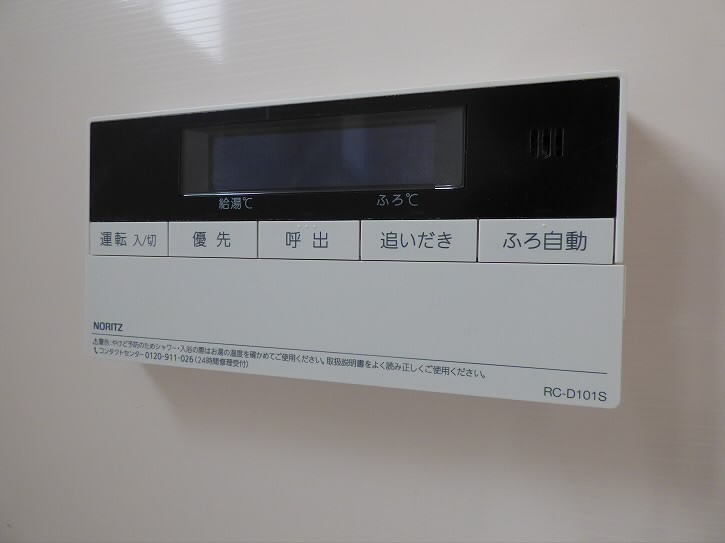 給湯℃ ふろ℃
運転 入/切 優先 呼出 追いだき ふろ自動
NORITZ
⚠警告:やけど予防のためシャワー・入浴の際はお湯の温度を確かめてご使用ください。取扱説明書をよく読み正しくご使用ください。
コンタクトセンター 0120-911-026(24時間修理受付)
RC-D101S